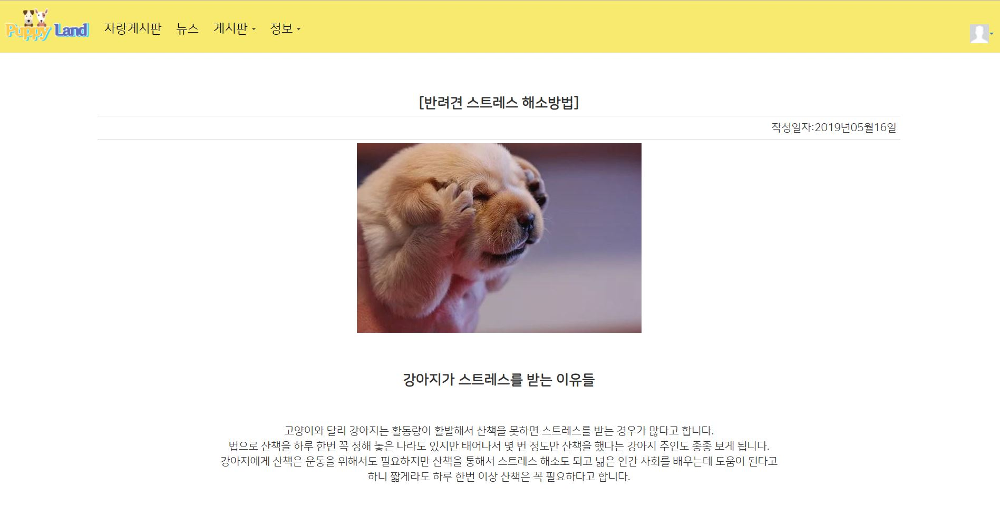 Puppy Land
자랑게시판
뉴스
게시판
정보
[반려견 스트레스 해소방법]
작성일자:2019년05월16일
강아지가 스트레스를 받는 이유들
고양이와 달리 강아지는 활동량이 활발해서 산책을 못하면 스트레스를 받는 경우가 많다고 합니다.
법으로 산책을 하루 한번 꼭 정해 놓은 나라도 있지만 태어나서 몇 번 정도만 산책을 했다는 강아지 주인도 종종 보게 됩니다.
강아지에게 산책은 운동을 위해서도 필요하지만 산책을 통해서 스트레스 해소도 되고 넓은 인간 사회를 배우는데 도움이 된다고
하니 짧게라도 하루 한번 이상 산책은 꼭 필요하다고 합니다.